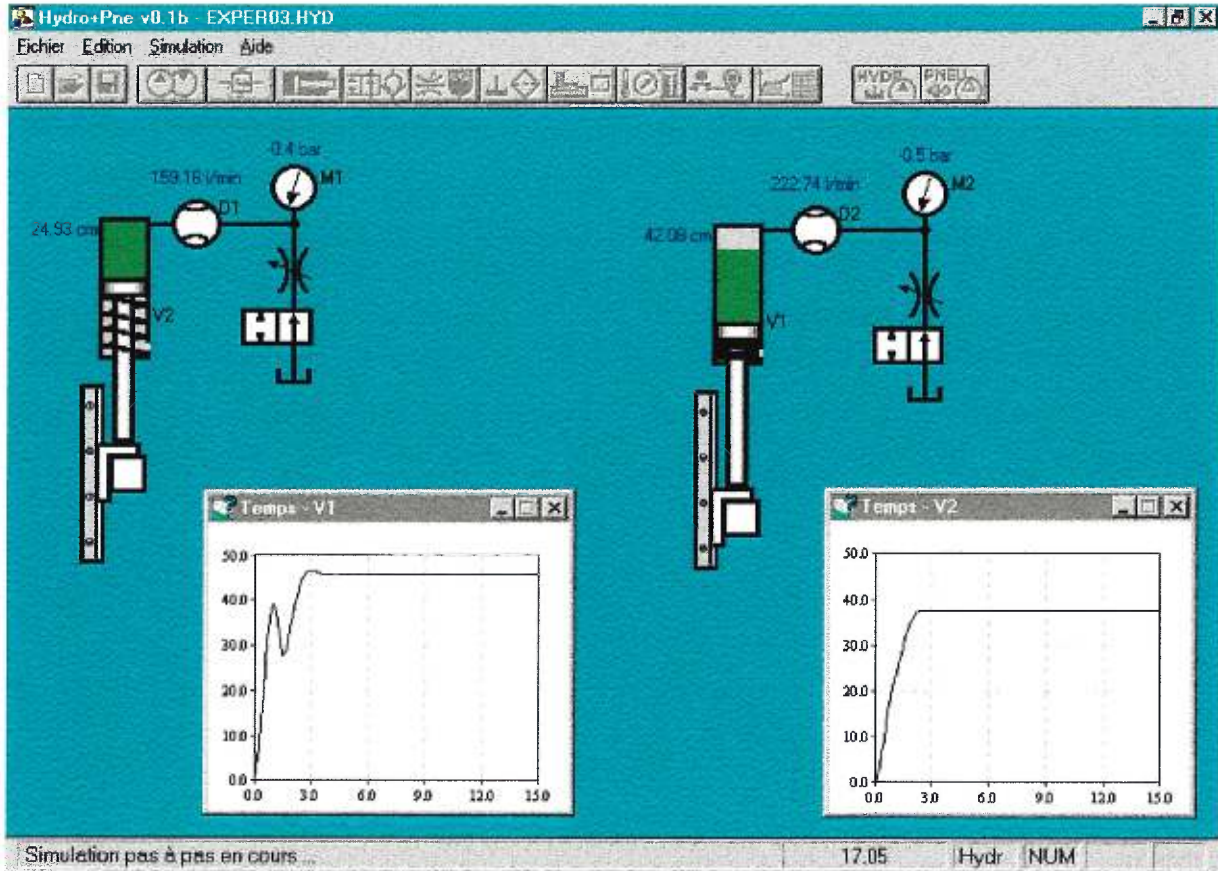 Hydro+Pne v0.1b - EXPER03.HYD
Fichier Edition Simulation Aide
HYDR PNEU
0.4 bar
M1
159.16 l/min
D1
24.93 cm
V2
0.5 bar
M2
222.74 l/min
D2
42.08 cm
V1
Temps - V1
50.0
40.0
30.0
20.0
10.0
0.0
0.0 3.0 6.0 9.0 12.0 15.0
Temps - V2
50.0
40.0
30.0
20.0
10.0
0.0
0.0 3.0 6.0 9.0 12.0 15.0
Simulation pas à pas en cours... 17.05 Hydr NUM